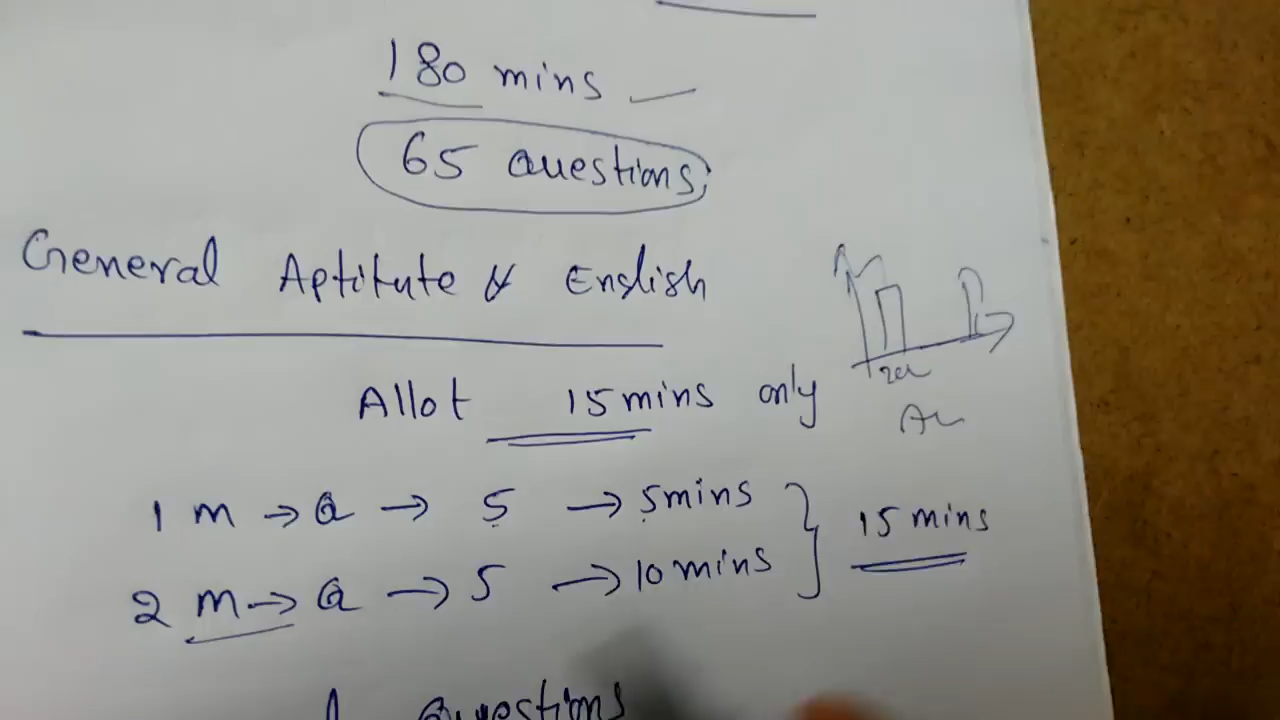 180 mins
65 Questions
General Aptitute & English
Allot 15 mins only
1 m → Q → 5 → 5 mins
2 m → Q → 5 → 10 mins
15 mins
Questions